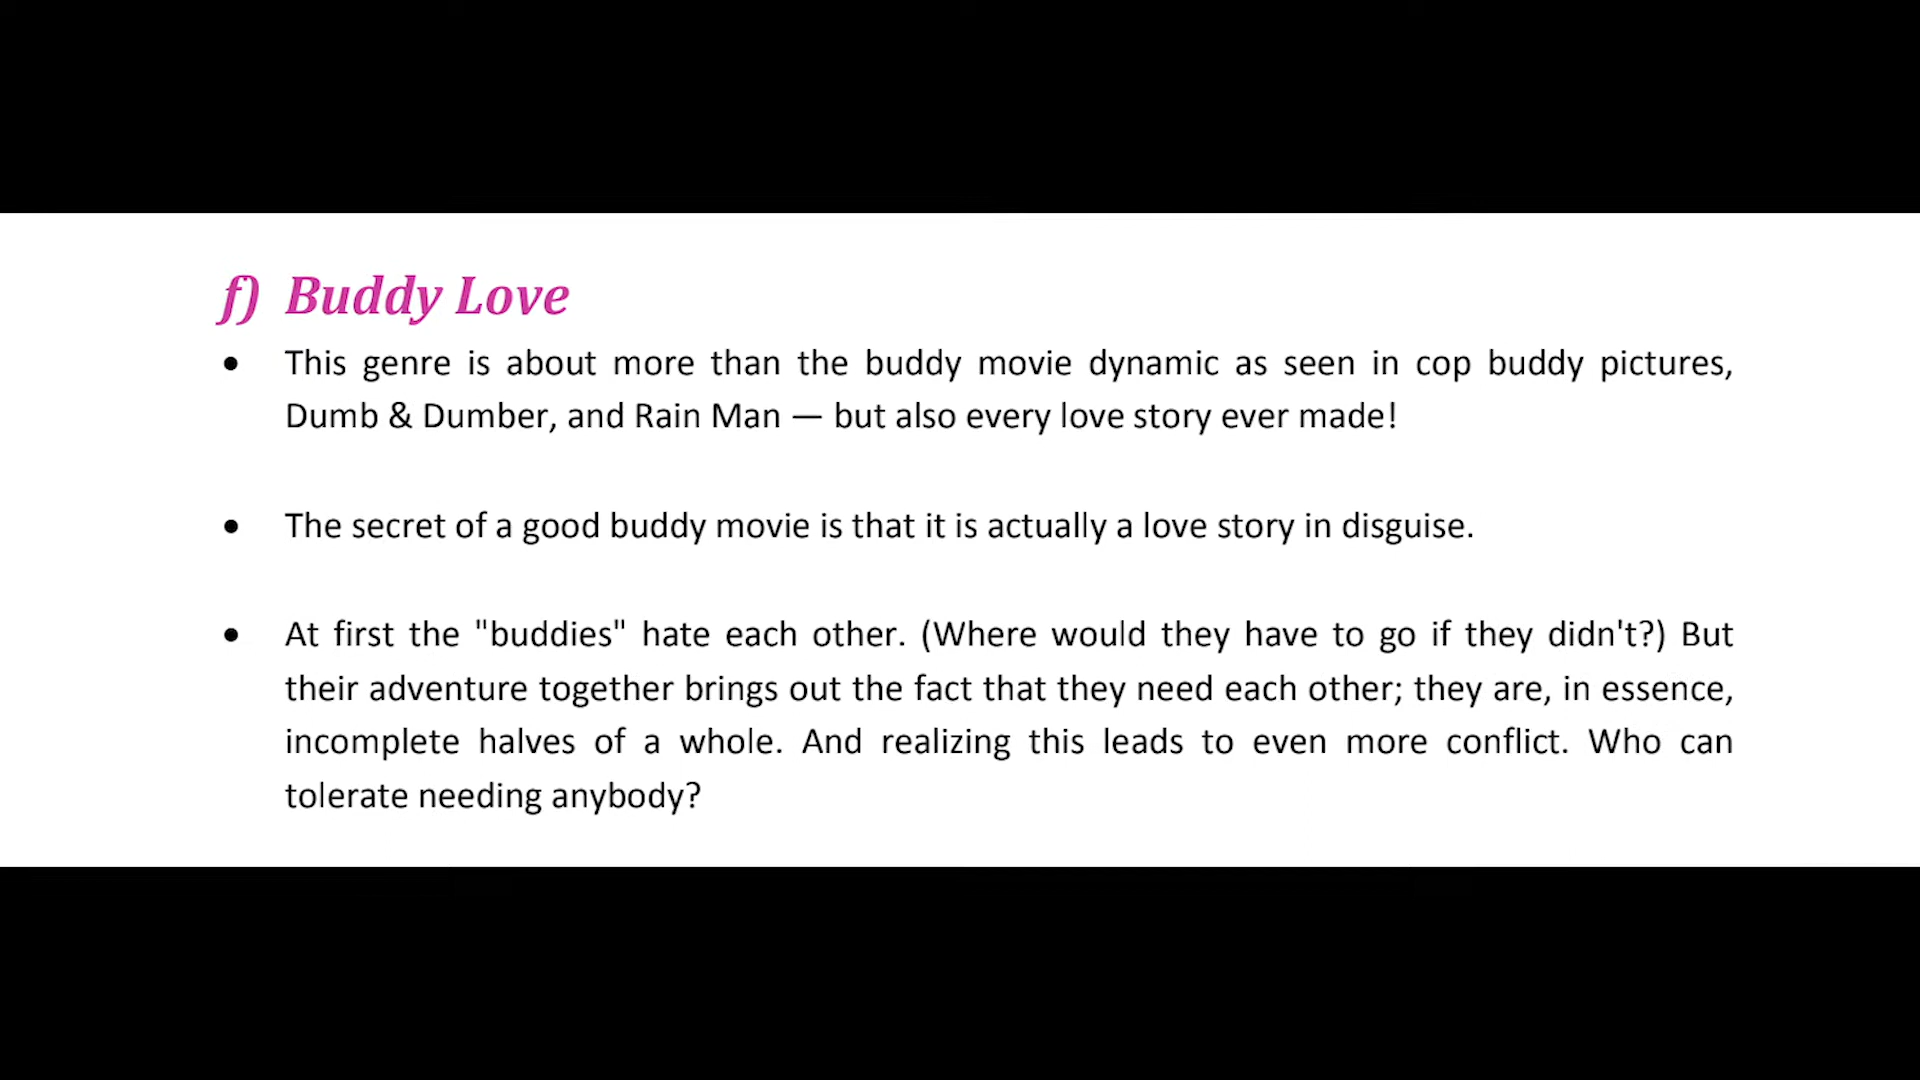 f) Buddy Love
• This genre is about more than the buddy movie dynamic as seen in cop buddy pictures,
Dumb & Dumber, and Rain Man — but also every love story ever made!
• The secret of a good buddy movie is that it is actually a love story in disguise.
• At first the "buddies" hate each other. (Where would they have to go if they didn't?) But
their adventure together brings out the fact that they need each other; they are, in essence,
incomplete halves of a whole. And realizing this leads to even more conflict. Who can
tolerate needing anybody?